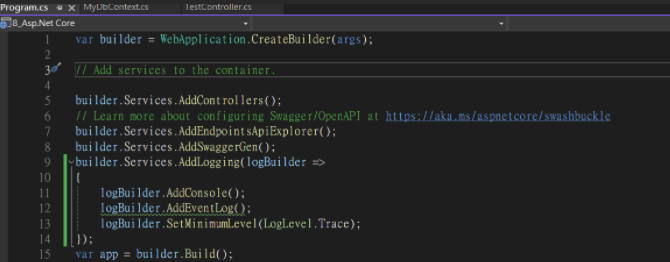 Program.cs MyDbContext.cs TestController.cs
8_Asp.Net Core
1 var builder = WebApplication.CreateBuilder(args);
2
3 // Add services to the container.
4
5 builder.Services.AddControllers();
6 // Learn more about configuring Swagger/OpenAPI at https://aka.ms/aspnetcore/swashbuckle
7 builder.Services.AddEndpointsApiExplorer();
8 builder.Services.AddSwaggerGen();
9 builder.Services.AddLogging(logBuilder =>
10 {
11 logBuilder.AddConsole();
12 logBuilder.AddEventLog();
13 logBuilder.SetMinimumLevel(LogLevel.Trace);
14 });
15 var app = builder.Build();